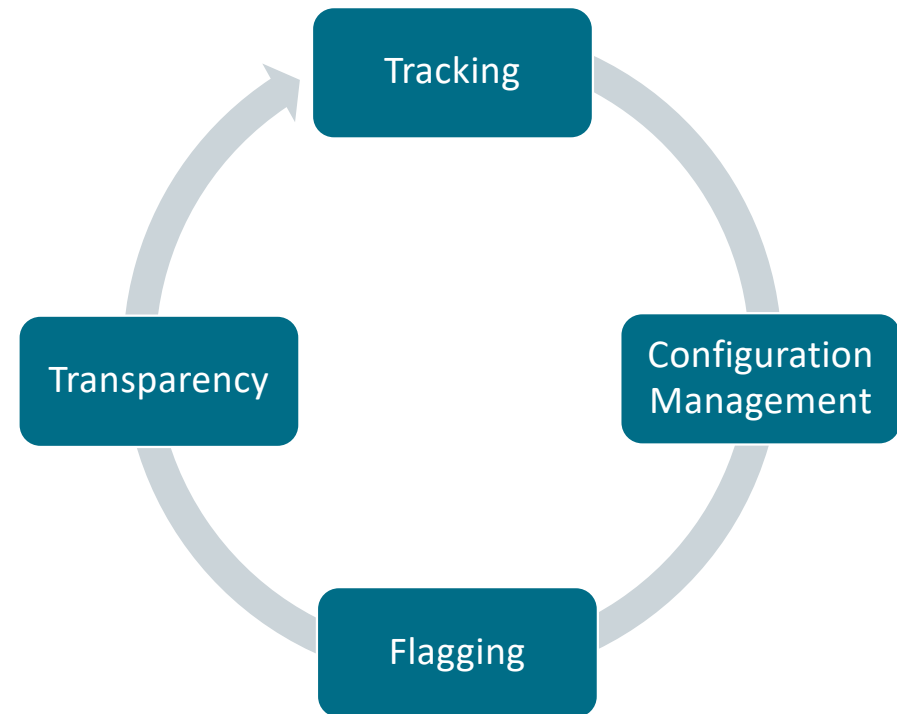 Tracking
Configuration
Management
Transparency
Flagging